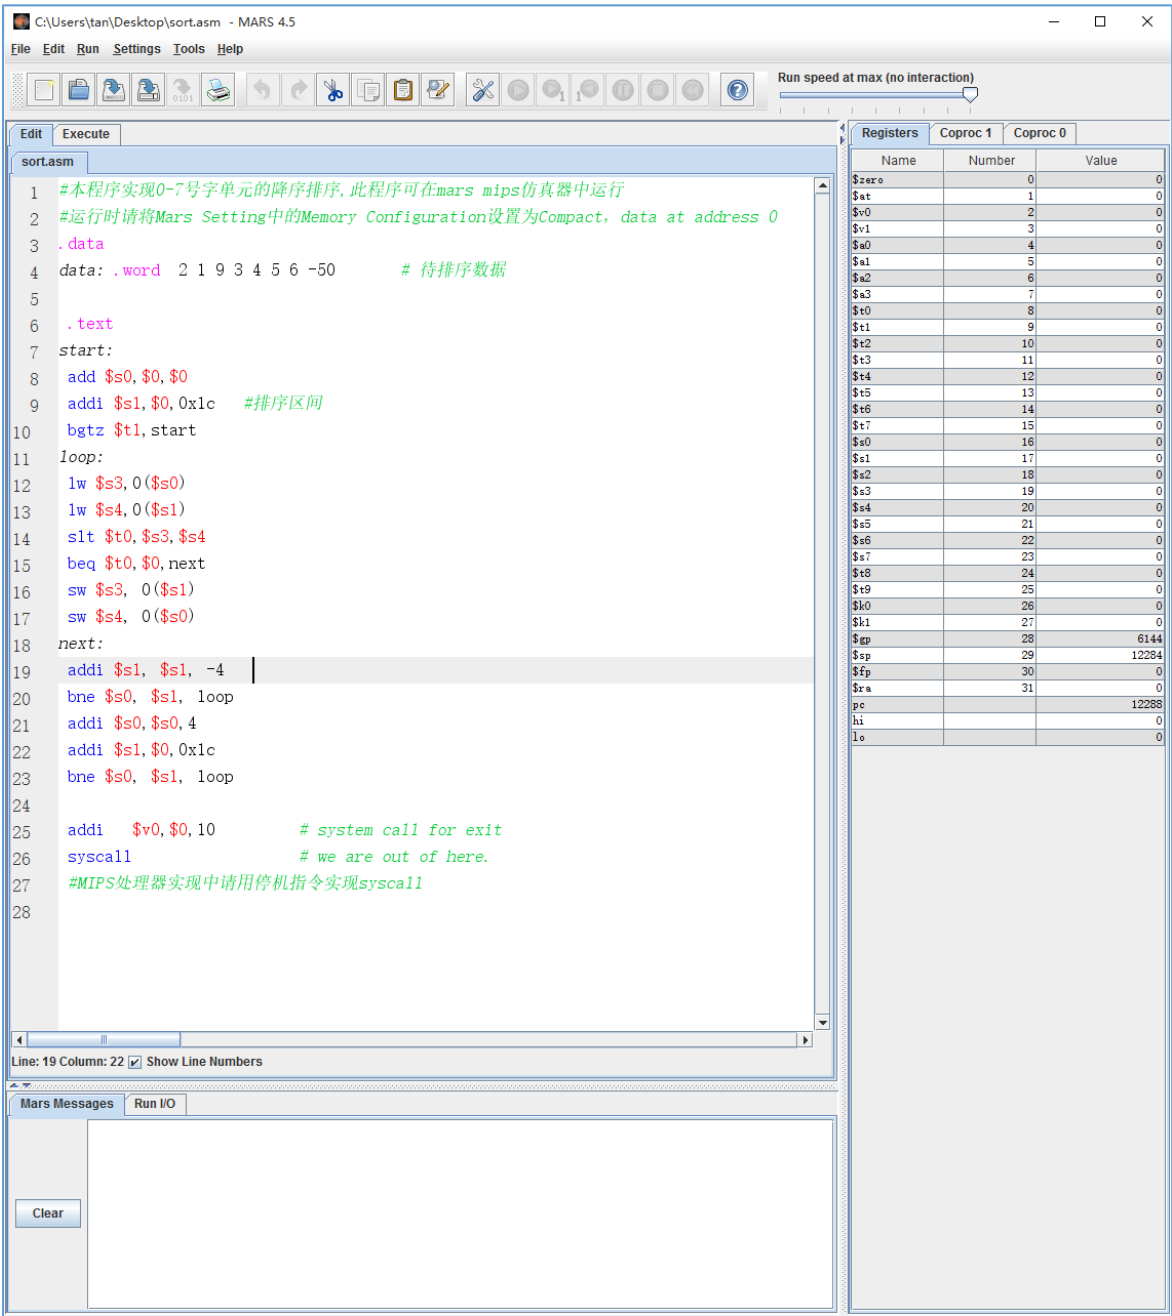 C:\Users\tan\Desktop\sort.asm - MARS 4.5
File Edit Run Settings Tools Help
Run speed at max (no interaction)
Edit Execute
sort.asm
1 #本程序实现0-7号字单元的降序排序,此程序可在mars mips仿真器中运行
2 #运行时请将Mars Setting中的Memory Configuration设置为Compact, data at address 0
3 .data
4 data: .word 2 1 9 3 4 5 6 -50 # 待排序数据
5
6 .text
7 start:
8 add $s0,$0,$0
9 addi $s1,$0,0x1c #排序区间
10 bgtz $t1,start
11 loop:
12 lw $s3,0($s0)
13 lw $s4,0($s1)
14 slt $t0,$s3,$s4
15 beq $t0,$0,next
16 sw $s3, 0($s1)
17 sw $s4, 0($s0)
18 next:
19 addi $s1, $s1, -4
20 bne $s0, $s1, loop
21 addi $s0,$s0,4
22 addi $s1,$0,0x1c
23 bne $s0, $s1, loop
24
25 addi $v0,$0,10 # system call for exit
26 syscall # we are out of here.
27 #MIPS处理器实现中请用停机指令实现syscall
28
Line: 19 Column: 22 Show Line Numbers
Mars Messages Run I/O
Clear
Registers Coproc 1 Coproc 0
Name Number Value
$zero 0 0
$at 1 0
$v0 2 0
$v1 3 0
$a0 4 0
$a1 5 0
$a2 6 0
$a3 7 0
$t0 8 0
$t1 9 0
$t2 10 0
$t3 11 0
$t4 12 0
$t5 13 0
$t6 14 0
$t7 15 0
$s0 16 0
$s1 17 0
$s2 18 0
$s3 19 0
$s4 20 0
$s5 21 0
$s6 22 0
$s7 23 0
$t8 24 0
$t9 25 0
$k0 26 0
$k1 27 0
$gp 28 6144
$sp 29 12284
$fp 30 0
$ra 31 0
pc 12288
hi 0
lo 0